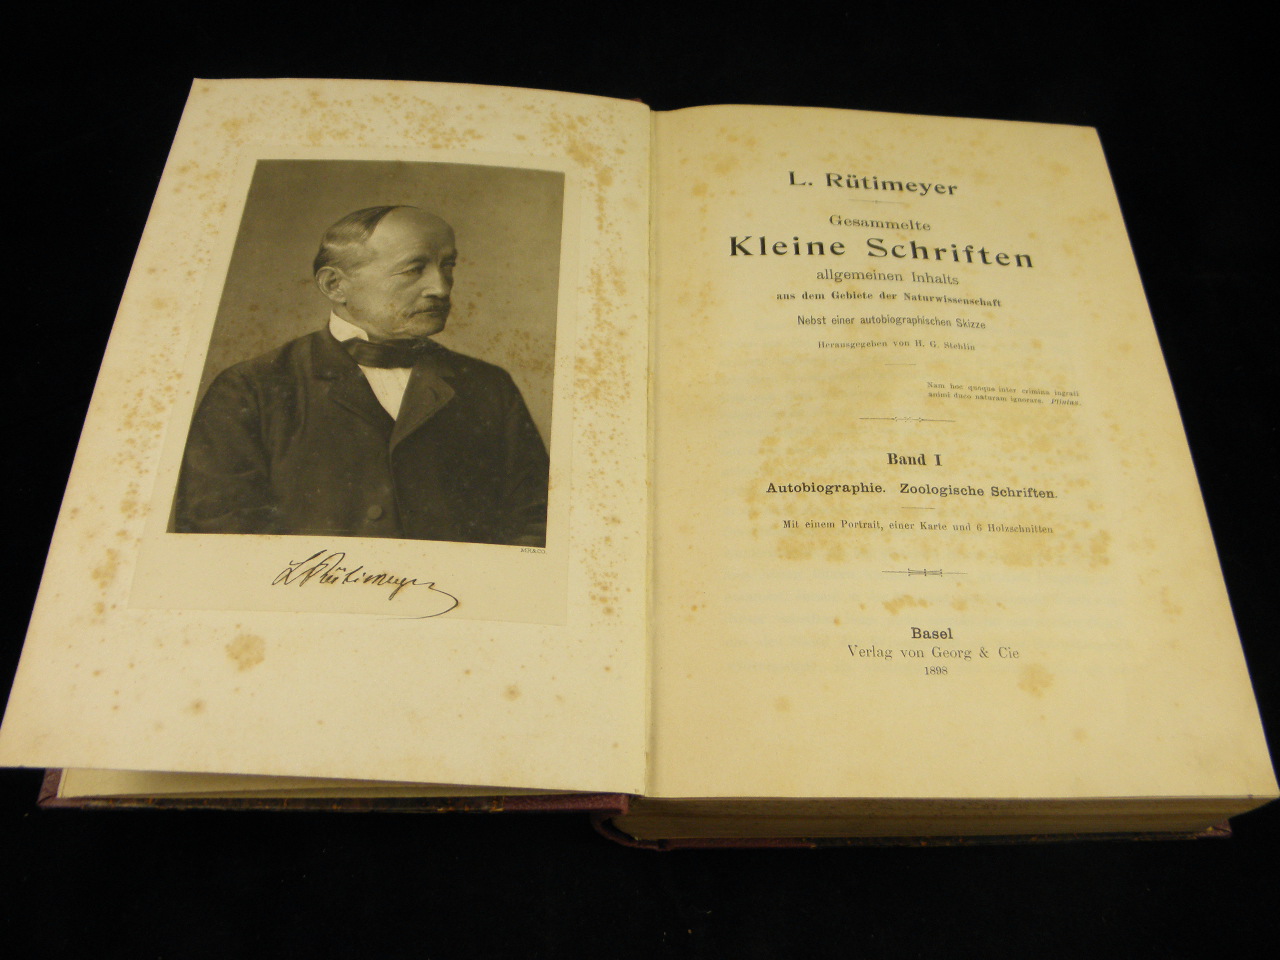 L. Rütimeyer
M.R.& CO.
L Rütimeyer
Gesammelte
Kleine Schriften
allgemeinen Inhalts
aus dem Gebiete der Naturwissenschaft
Nebst einer autobiographischen Skizze
Herausgegeben von H. G. Stehlin
Nam hoc quoque inter crimina ingrati
animi duco naturam ignorare. Plinius.
Band I
Autobiographie. Zoologische Schriften.
Mit einem Portrait, einer Karte und 6 Holzschnitten
Basel
Verlag von Georg & Cie
1898